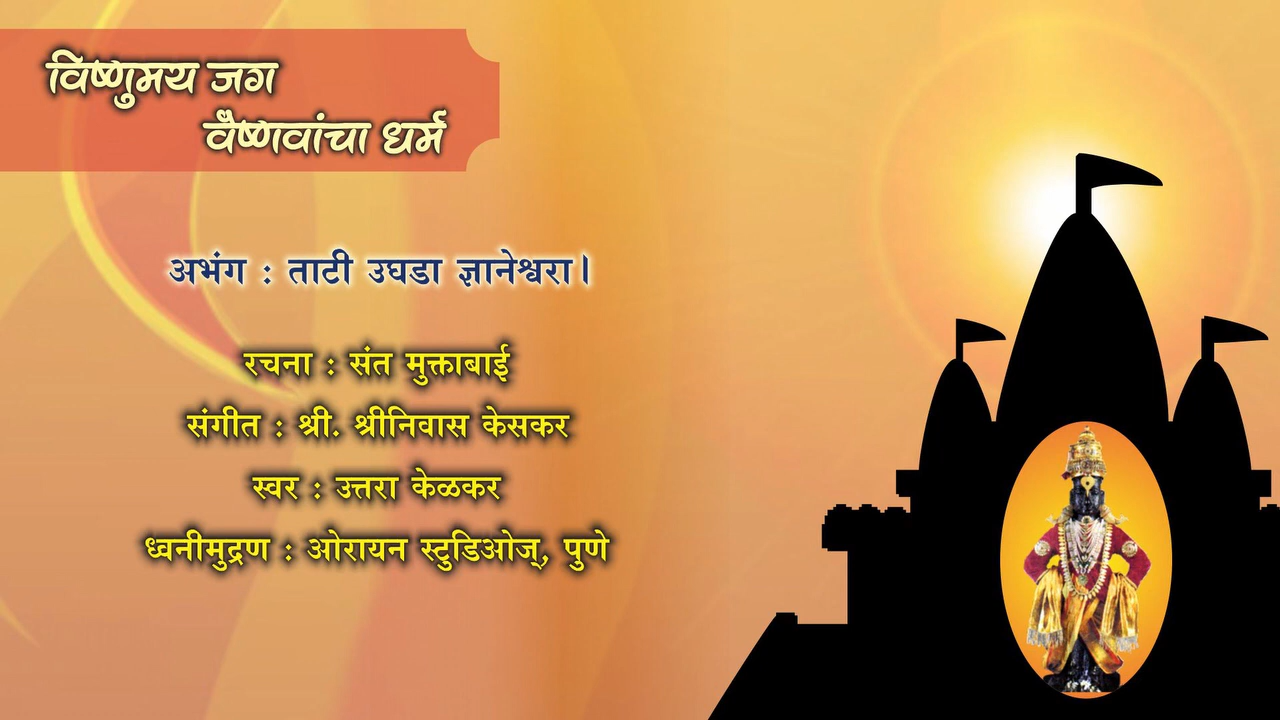 विष्णुमय जग
वैष्णवांचा धर्म
अभंग : ताटी उघडा ज्ञानेश्वरा।
रचना : संत मुक्ताबाई
संगीत : श्री. श्रीनिवास केसकर
स्वर : उत्तरा केळकर
ध्वनीमुद्रण : ओरायन स्टुडिओज्, पुणे